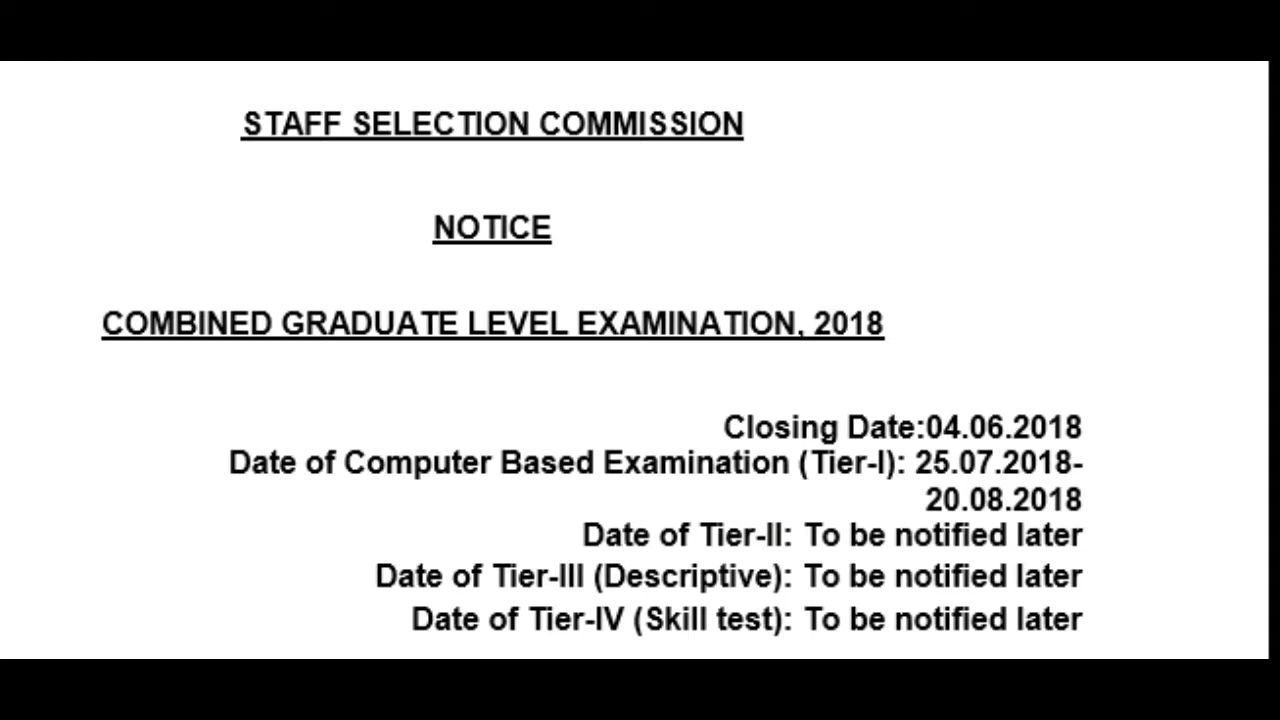 STAFF SELECTION COMMISSION
NOTICE
COMBINED GRADUATE LEVEL EXAMINATION, 2018
Closing Date:04.06.2018
Date of Computer Based Examination (Tier-I): 25.07.2018-
20.08.2018
Date of Tier-II: To be notified later
Date of Tier-III (Descriptive): To be notified later
Date of Tier-IV (Skill test): To be notified later